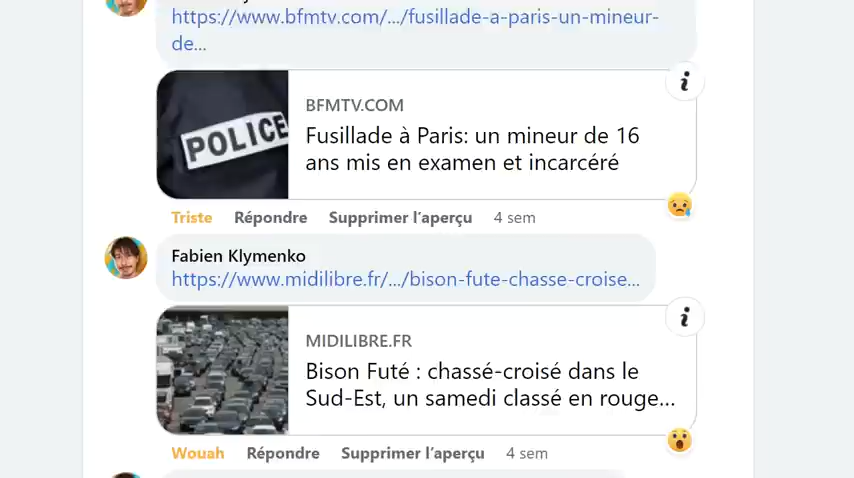 https://www.bfmtv.com/.../fusillade-a-paris-un-mineur-
de...
POLICE
BFMTV.COM
Fusillade à Paris: un mineur de 16
ans mis en examen et incarcéré
Triste Répondre Supprimer l’aperçu 4 sem
Fabien Klymenko
https://www.midilibre.fr/.../bison-fute-chasse-croise...
MIDILIBRE.FR
Bison Futé : chassé-croisé dans le
Sud-Est, un samedi classé en rouge...
Wouah Répondre Supprimer l’aperçu 4 sem